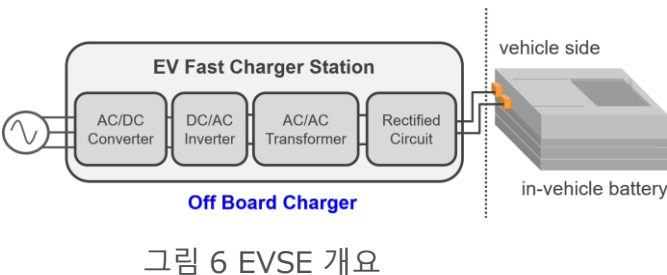 vehicle side
EV Fast Charger Station
AC/DC
Converter
DC/AC
Inverter
AC/AC
Transformer
Rectified
Circuit
Off Board Charger
in-vehicle battery
그림 6 EVSE 개요